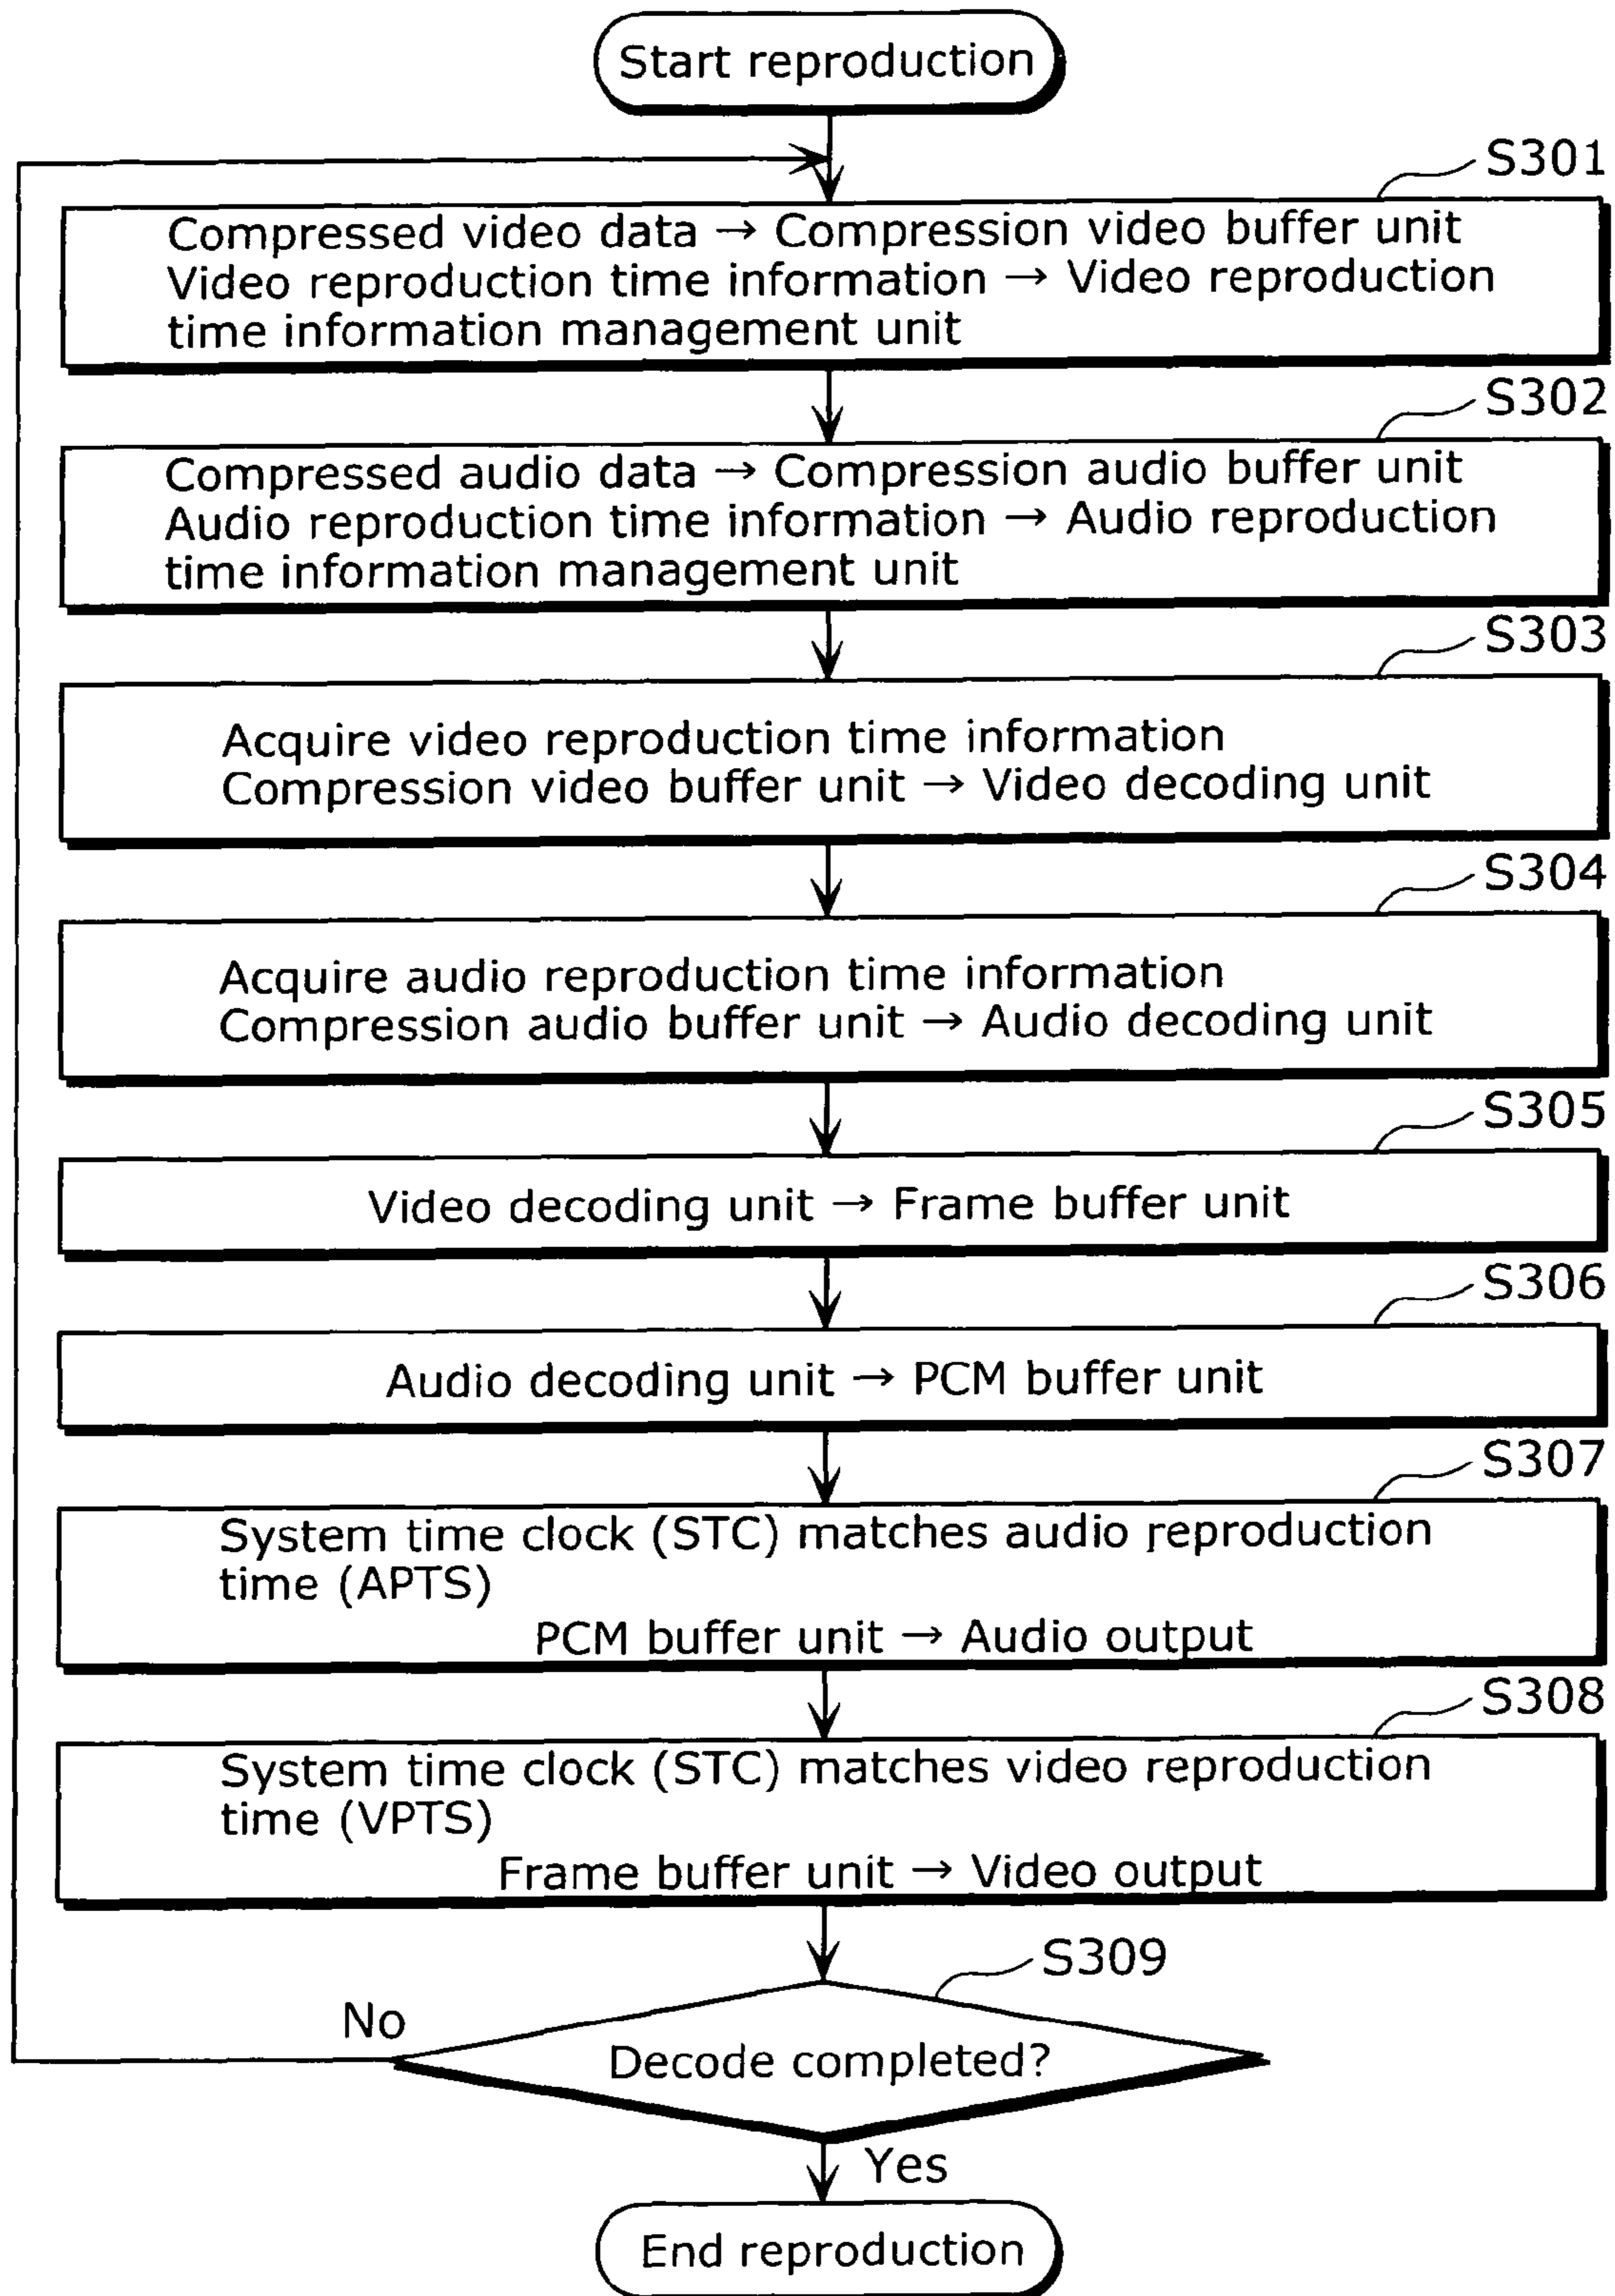 Start reproduction
S301
Compressed video data → Compression video buffer unit
Video reproduction time information → Video reproduction
time information management unit
S302
Compressed audio data → Compression audio buffer unit
Audio reproduction time information → Audio reproduction
time information management unit
S303
Acquire video reproduction time information
Compression video buffer unit → Video decoding unit
S304
Acquire audio reproduction time information
Compression audio buffer unit → Audio decoding unit
S305
Video decoding unit → Frame buffer unit
S306
Audio decoding unit → PCM buffer unit
S307
System time clock (STC) matches audio reproduction
time (APTS)
PCM buffer unit → Audio output
S308
System time clock (STC) matches video reproduction
time (VPTS)
Frame buffer unit → Video output
S309
No
Decode completed?
Yes
End reproduction